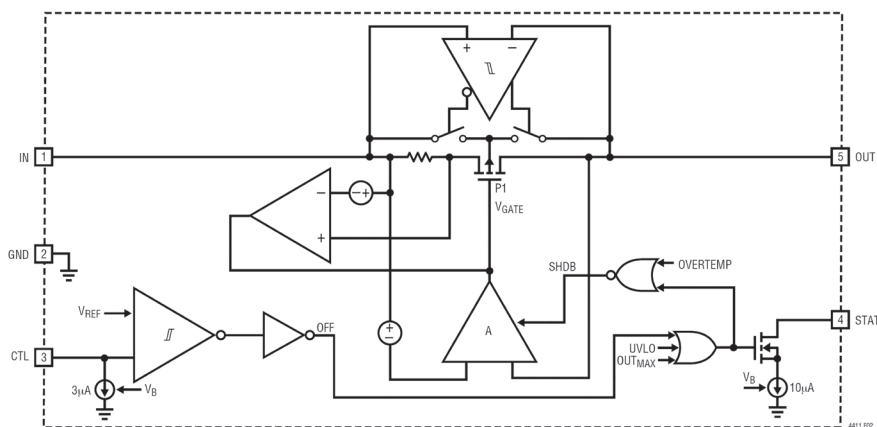 + −
IN 1
5 OUT
P1
V_GATE
−
− +
+
GND 2
SHDB
OVERTEMP
V_REF
OFF
+
−
A
4 STAT
UVLO
OUT_MAX
CTL 3
3µA
V_B
V_B
10µA
4411 F02